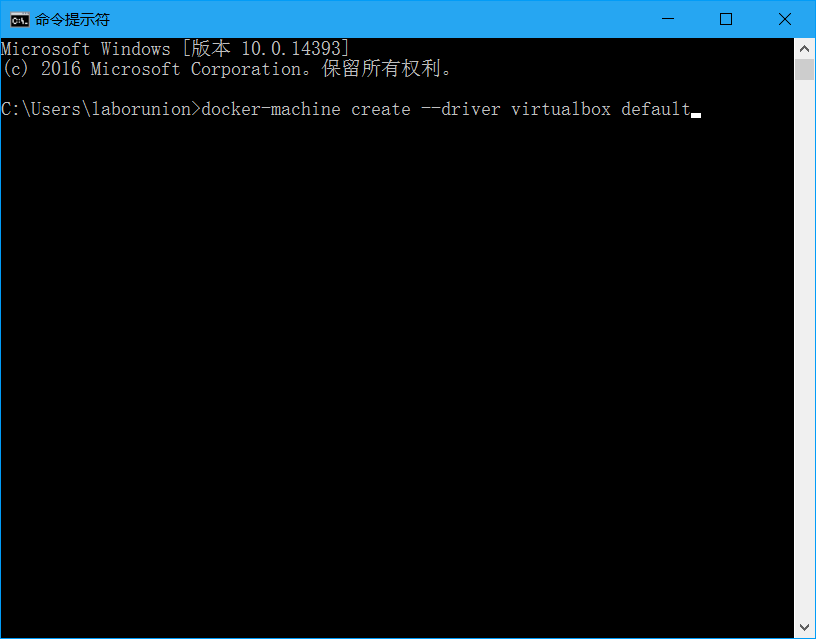 命令提示符
Microsoft Windows [版本 10.0.14393]
(c) 2016 Microsoft Corporation。保留所有权利。
C:\Users\laborunion>docker-machine create --driver virtualbox default